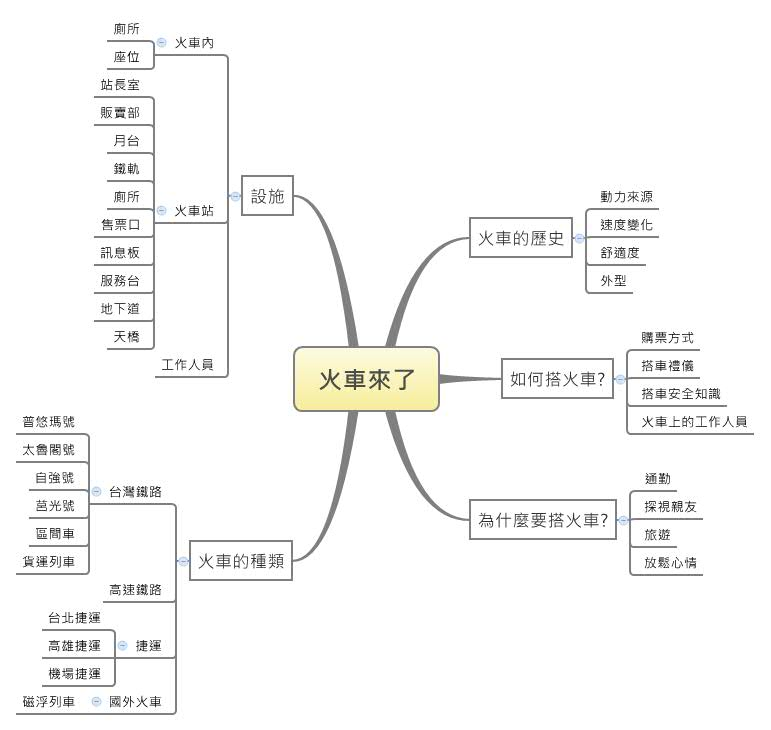 火車來了
設施
火車內
廁所
座位
火車站
站長室
販賣部
月台
鐵軌
廁所
售票口
訊息板
服務台
地下道
天橋
工作人員
火車的種類
台灣鐵路
普悠瑪號
太魯閣號
自強號
莒光號
區間車
貨運列車
高速鐵路
捷運
台北捷運
高雄捷運
機場捷運
國外火車
磁浮列車
火車的歷史
動力來源
速度變化
舒適度
外型
如何搭火車?
購票方式
搭車禮儀
搭車安全知識
火車上的工作人員
為什麼要搭火車?
通勤
探視親友
旅遊
放鬆心情